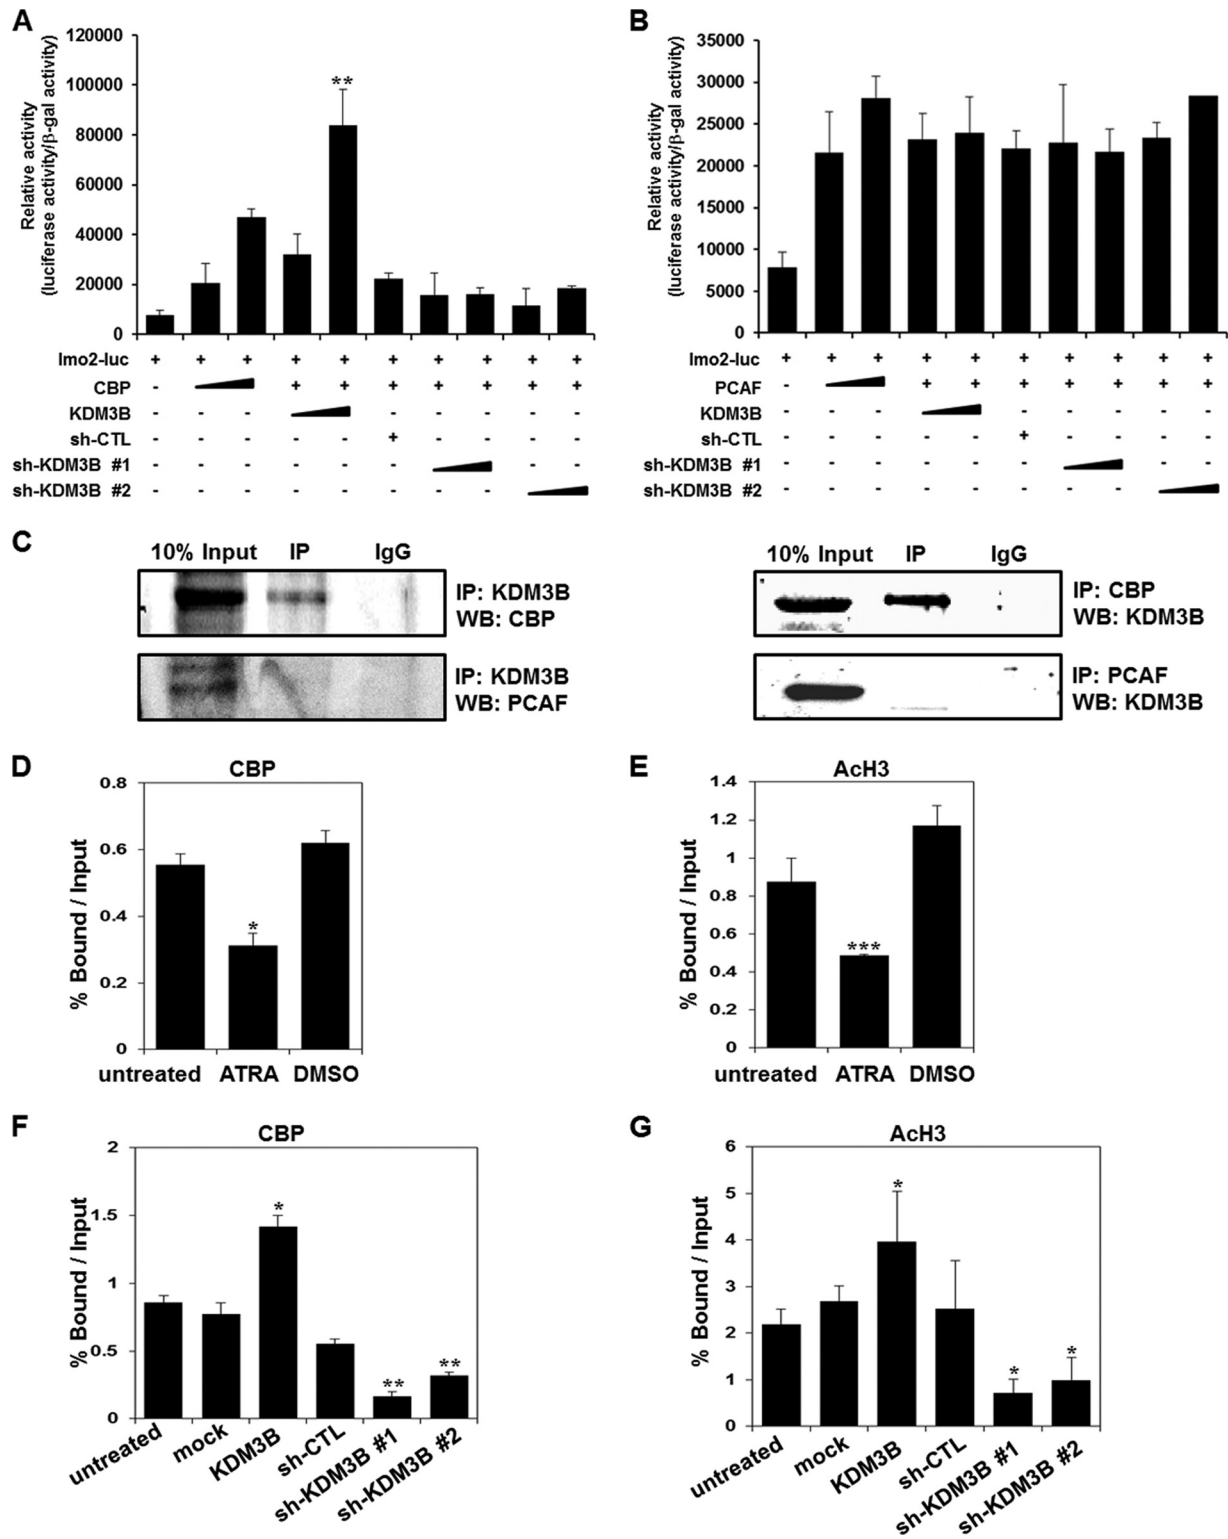 A
Relative activity
(luciferase activity/β-gal activity)
120000
100000
80000
60000
40000
20000
0
**
lmo2-luc + + + + + + + + + +
CBP - + + + + + + +
KDM3B - - - - - - - -
sh-CTL - - - - - + - - - -
sh-KDM3B #1 - - - - - - - -
sh-KDM3B #2 - - - - - - - -
B
Relative activity
(luciferase activity/β-gal activity)
35000
30000
25000
20000
15000
10000
5000
0
lmo2-luc + + + + + + + + + +
PCAF - + + + + + + +
KDM3B - - - - - - - -
sh-CTL - - - - - + - - - -
sh-KDM3B #1 - - - - - - - -
sh-KDM3B #2 - - - - - - - -
C
10% Input IP IgG
IP: KDM3B
WB: CBP
IP: KDM3B
WB: PCAF
10% Input IP IgG
IP: CBP
WB: KDM3B
IP: PCAF
WB: KDM3B
D
CBP
% Bound / Input
0.8
0.6
0.4
0.2
0
*
untreated ATRA DMSO
E
AcH3
% Bound / Input
1.4
1.2
1
0.8
0.6
0.4
0.2
0
***
untreated ATRA DMSO
F
CBP
% Bound / Input
2
1.5
1
0.5
0
*
**
**
untreated
mock
KDM3B
sh-CTL
sh-KDM3B #1
sh-KDM3B #2
G
AcH3
% Bound / Input
6
5
4
3
2
1
0
*
*
*
untreated
mock
KDM3B
sh-CTL
sh-KDM3B #1
sh-KDM3B #2